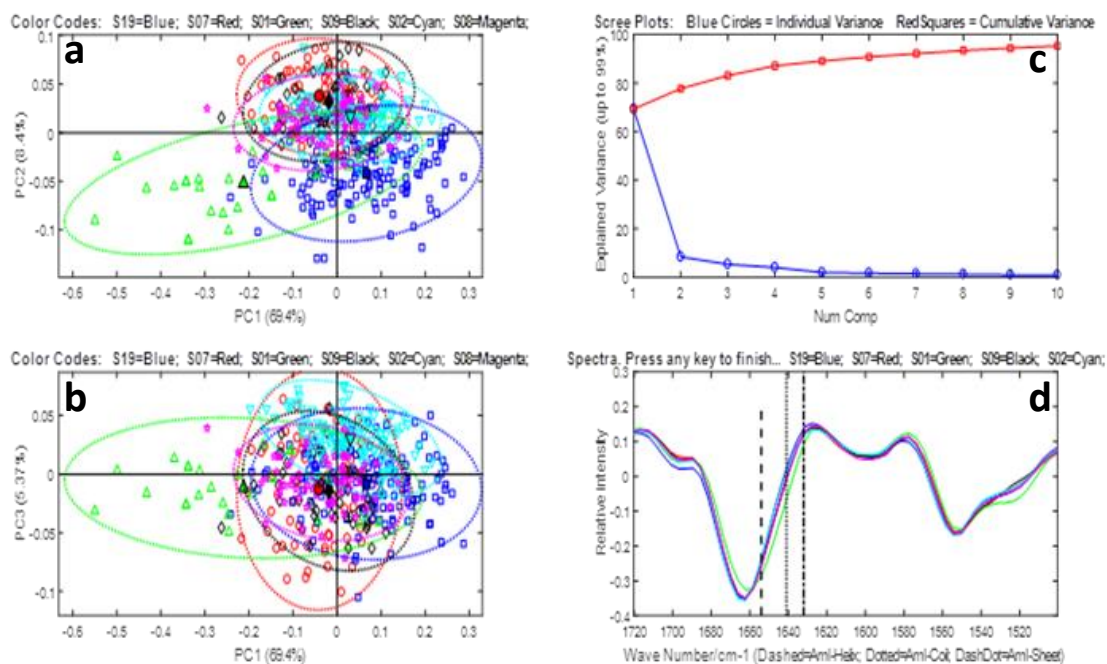 Color Codes: S19=Blue; S07=Red; S01=Green; S09=Black; S02=Cyan; S08=Magenta;
a
0.1
0.05
0
-0.05
-0.1
PC2 (8.4%)
-0.6 -0.5 -0.4 -0.3 -0.2 -0.1 0 0.1 0.2 0.3
PC1 (69.4%)
Scree Plots: Blue Circles = Individual Variance Red Squares = Cumulative Variance
c
100
80
60
40
20
0
Explained Variance (up to 99%)
1 2 3 4 5 6 7 8 9 10
Num Comp
Color Codes: S19=Blue; S07=Red; S01=Green; S09=Black; S02=Cyan; S08=Magenta;
b
0.05
0
-0.05
-0.1
PC3 (5.37%)
-0.6 -0.5 -0.4 -0.3 -0.2 -0.1 0 0.1 0.2 0.3
PC1 (69.4%)
Spectra. Press any key to finish... S19=Blue; S07=Red; S01=Green; S09=Black; S02=Cyan;
d
0.3
0.2
0.1
0
-0.1
-0.2
-0.3
-0.4
Relative Intensity
1720 1700 1680 1660 1640 1620 1600 1580 1560 1540 1520
Wave Number/cm-1 (Dashed=AmI-Helix; Dotted=AmI-Coil; DashDot=AmI-Sheet)